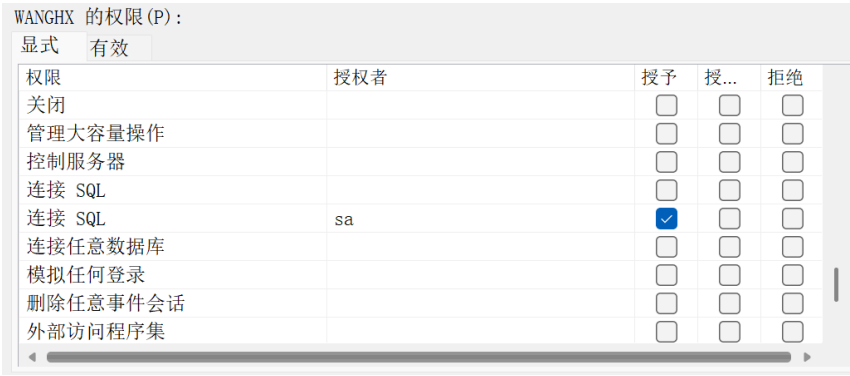 WANGHX 的权限(P):
显式 有效
权限 授权者 授予 授... 拒绝
关闭
管理大容量操作
控制服务器
连接 SQL
连接 SQL sa
连接任意数据库
模拟任何登录
删除任意事件会话
外部访问程序集